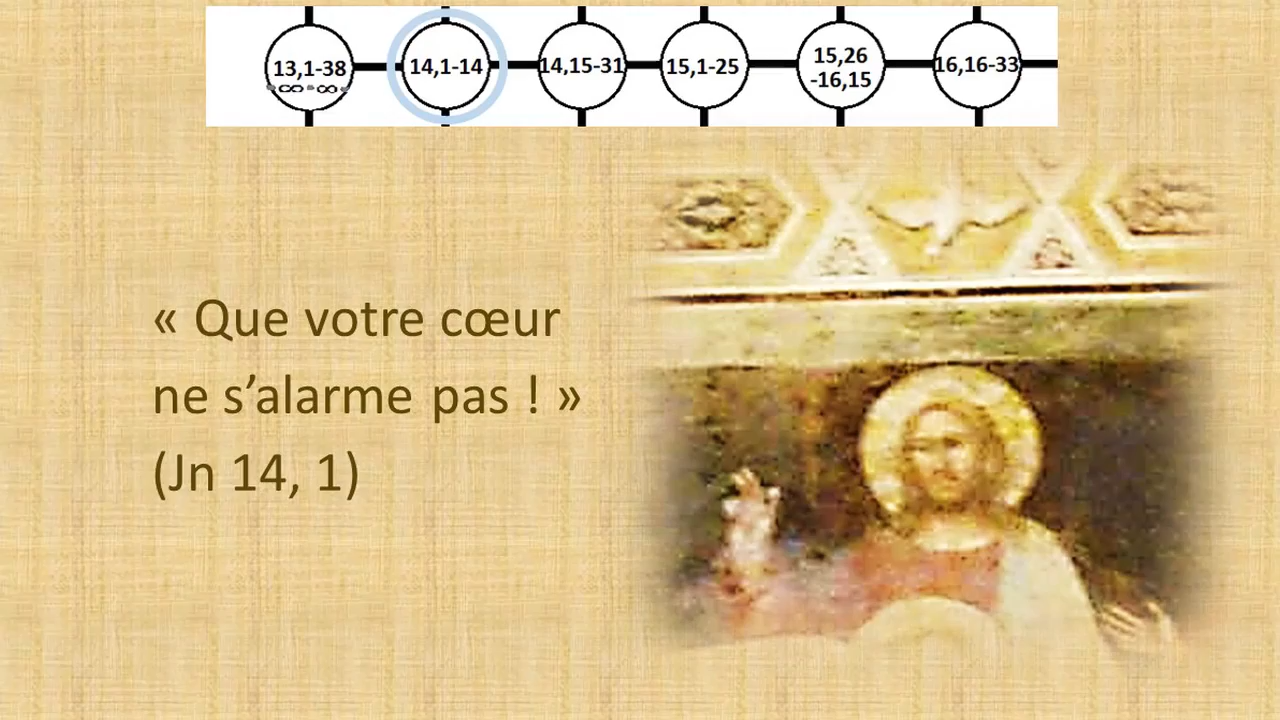 13,1-38
14,1-14
14,15-31
15,1-25
15,26
-16,15
16,16-33
« Que votre cœur
ne s’alarme pas ! »
(Jn 14, 1)